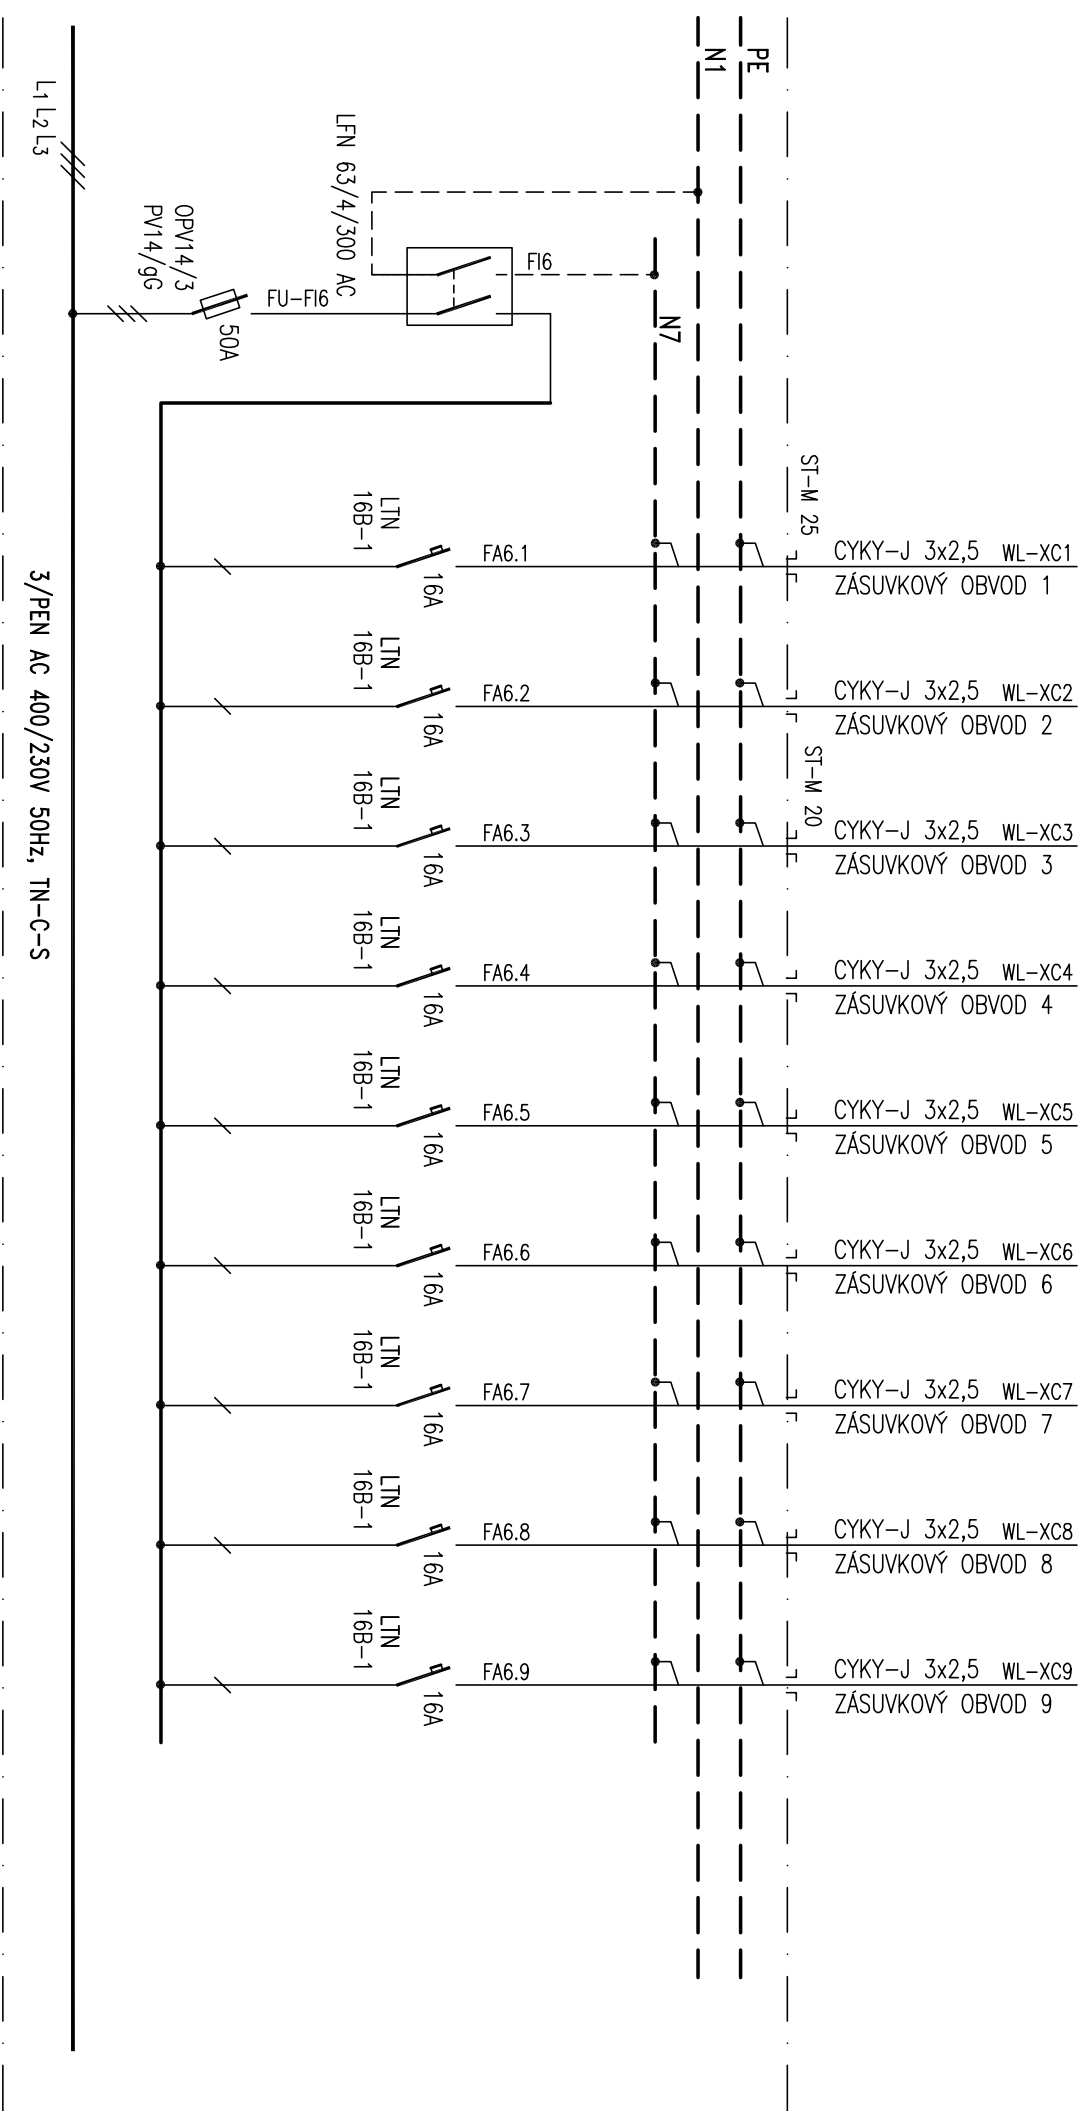 PE
N1
L1 L2 L3
LFN 63/4/300 AC
FI6
N7
OPV14/3
PV14/gG
FU-FI6
50A
3/PEN AC 400/230V 50Hz, TN-C-S
ST-M 25
ST-M 20
LTN
16B-1
16A
FA6.1
CYKY-J 3x2,5 WL-XC1
ZÁSUVKOVÝ OBVOD 1
LTN
16B-1
16A
FA6.2
CYKY-J 3x2,5 WL-XC2
ZÁSUVKOVÝ OBVOD 2
LTN
16B-1
16A
FA6.3
CYKY-J 3x2,5 WL-XC3
ZÁSUVKOVÝ OBVOD 3
LTN
16B-1
16A
FA6.4
CYKY-J 3x2,5 WL-XC4
ZÁSUVKOVÝ OBVOD 4
LTN
16B-1
16A
FA6.5
CYKY-J 3x2,5 WL-XC5
ZÁSUVKOVÝ OBVOD 5
LTN
16B-1
16A
FA6.6
CYKY-J 3x2,5 WL-XC6
ZÁSUVKOVÝ OBVOD 6
LTN
16B-1
16A
FA6.7
CYKY-J 3x2,5 WL-XC7
ZÁSUVKOVÝ OBVOD 7
LTN
16B-1
16A
FA6.8
CYKY-J 3x2,5 WL-XC8
ZÁSUVKOVÝ OBVOD 8
LTN
16B-1
16A
FA6.9
CYKY-J 3x2,5 WL-XC9
ZÁSUVKOVÝ OBVOD 9